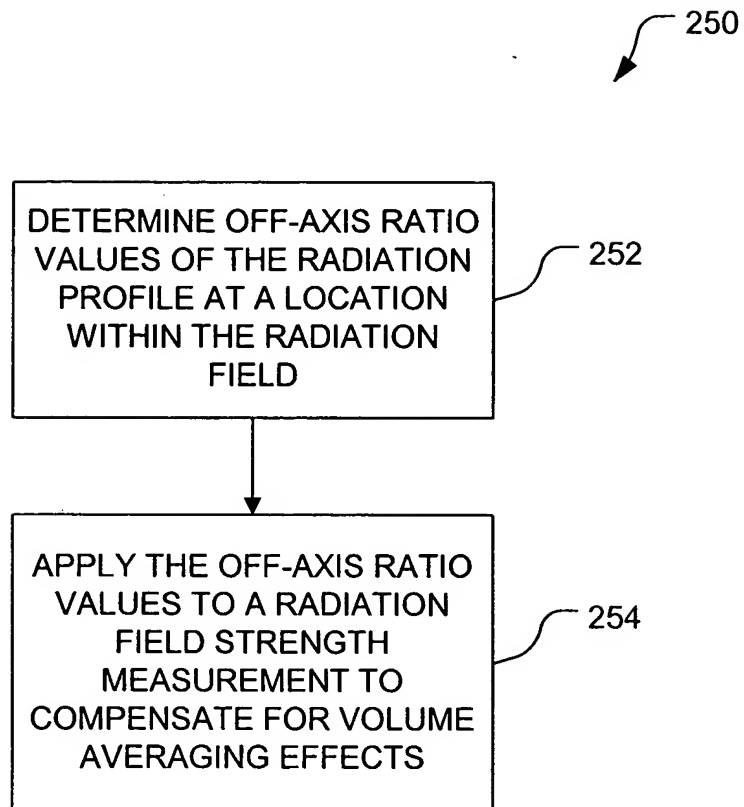 250
DETERMINE OFF-AXIS RATIO
VALUES OF THE RADIATION
PROFILE AT A LOCATION
WITHIN THE RADIATION
FIELD
252
APPLY THE OFF-AXIS RATIO
VALUES TO A RADIATION
FIELD STRENGTH
MEASUREMENT TO
COMPENSATE FOR VOLUME
AVERAGING EFFECTS
254